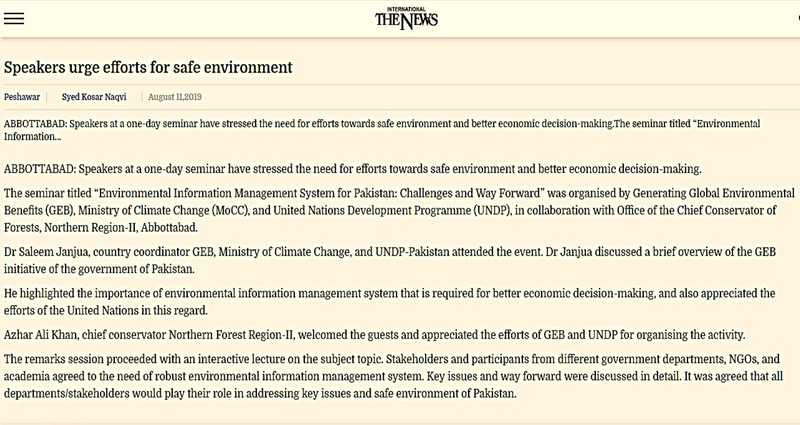 INTERNATIONAL
THE NEWS
Speakers urge efforts for safe environment
Peshawar Syed Kosar Naqvi August 11,2019
ABBOTTABAD: Speakers at a one-day seminar have stressed the need for efforts towards safe environment and better economic decision-making.The seminar titled “Environmental
Information...
ABBOTTABAD: Speakers at a one-day seminar have stressed the need for efforts towards safe environment and better economic decision-making.
The seminar titled “Environmental Information Management System for Pakistan: Challenges and Way Forward” was organised by Generating Global Environmental
Benefits (GEB), Ministry of Climate Change (MoCC), and United Nations Development Programme (UNDP), in collaboration with Office of the Chief Conservator of
Forests, Northern Region-II, Abbottabad.
Dr Saleem Janjua, country coordinator GEB, Ministry of Climate Change, and UNDP-Pakistan attended the event. Dr Janjua discussed a brief overview of the GEB
initiative of the government of Pakistan.
He highlighted the importance of environmental information management system that is required for better economic decision-making, and also appreciated the
efforts of the United Nations in this regard.
Azhar Ali Khan, chief conservator Northern Forest Region-II, welcomed the guests and appreciated the efforts of GEB and UNDP for organising the activity.
The remarks session proceeded with an interactive lecture on the subject topic. Stakeholders and participants from different government departments, NGOs, and
academia agreed to the need of robust environmental information management system. Key issues and way forward were discussed in detail. It was agreed that all
departments/stakeholders would play their role in addressing key issues and safe environment of Pakistan.